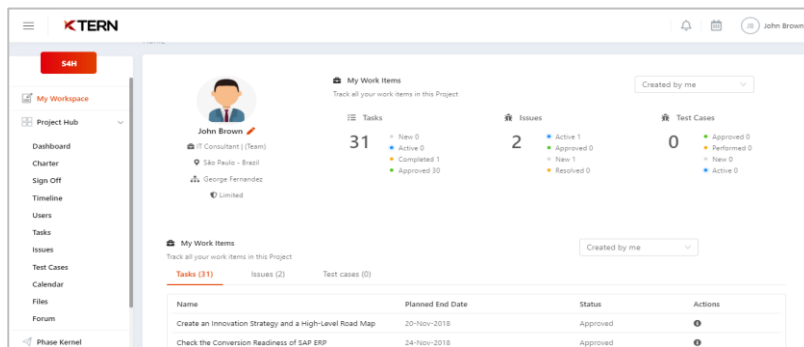 KTERN
John Brown
S4H
My Workspace
Project Hub
Dashboard
Charter
Sign Off
Timeline
Users
Tasks
Issues
Test Cases
Calendar
Files
Forum
Phase Kernel
John Brown
IT Consultant | (Team)
São Paulo - Brazil
George Fernandez
Limited
My Work Items
Track all your work items in this Project
Created by me
Tasks
31
New 0
Active 0
Completed 1
Approved 30
Issues
2
Active 1
Approved 0
New 1
Resolved 0
Test Cases
0
Approved 0
Performed 0
New 0
Active 0
My Work Items
Track all your work items in this Project
Created by me
Tasks (31) Issues (2) Test cases (0)
Name Planned End Date Status Actions
Create an Innovation Strategy and a High-Level Road Map 20-Nov-2018 Approved
Check the Conversion Readiness of SAP ERP 24-Nov-2018 Approved